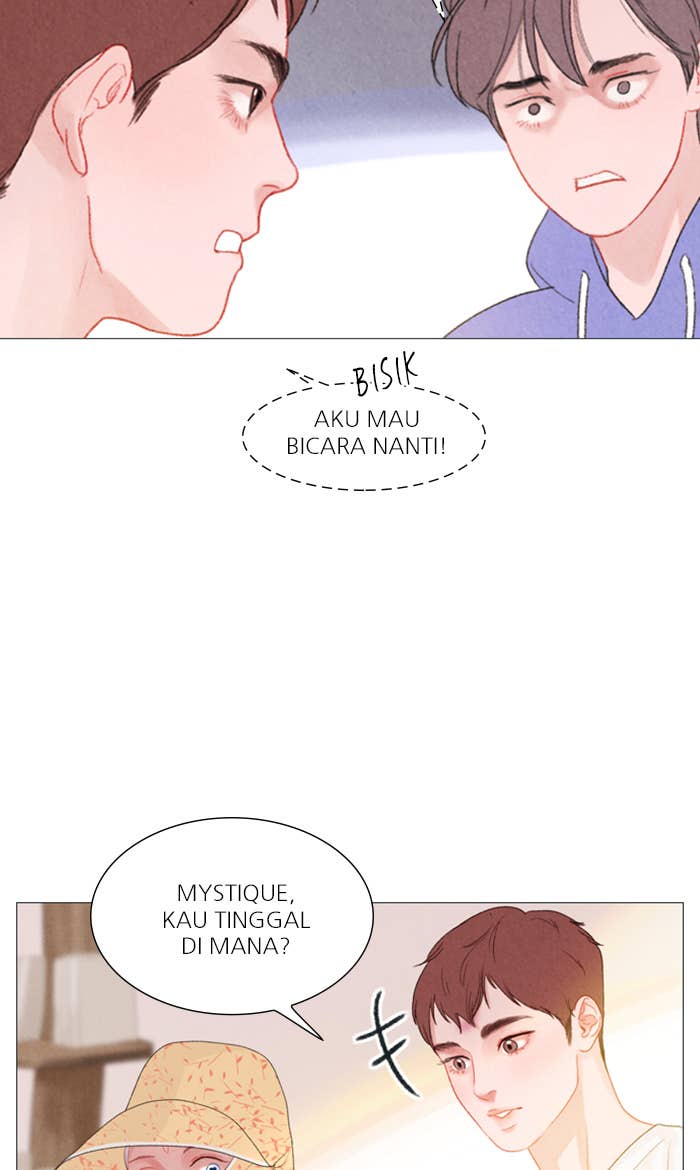 BISIK
AKU MAU
BICARA NANTI!
MYSTIQUE,
KAU TINGGAL
DI MANA?